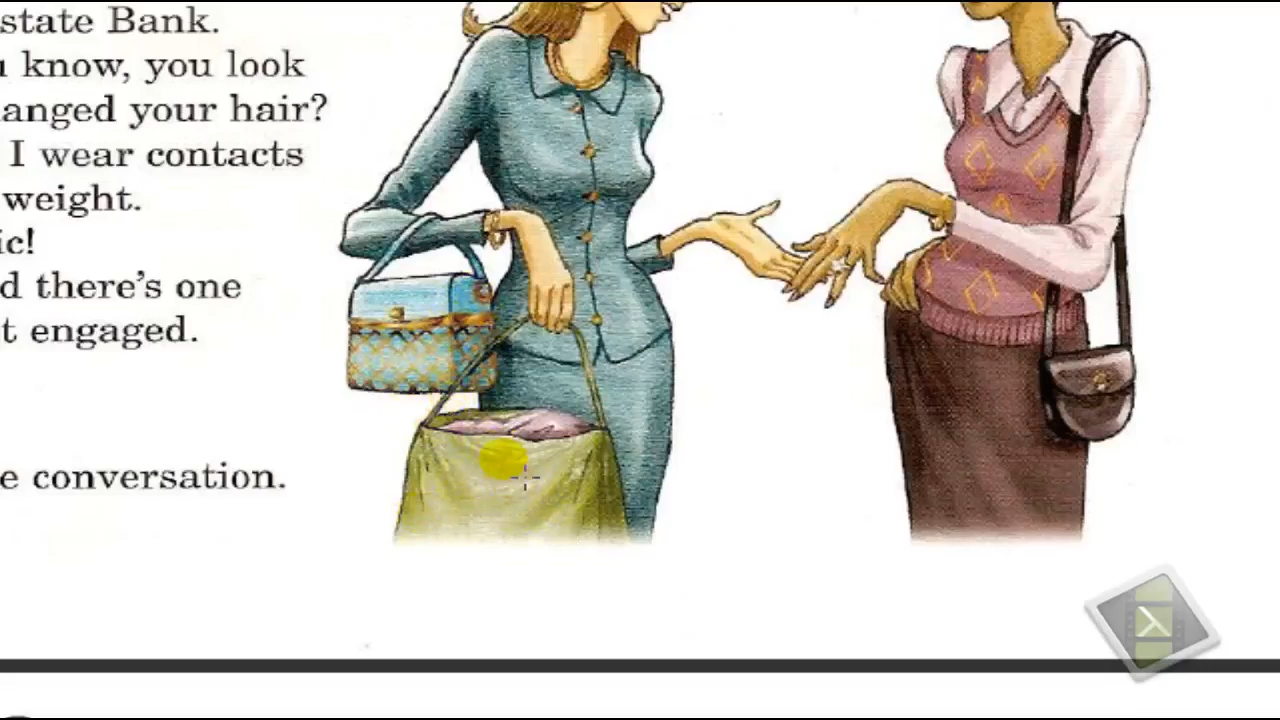 state Bank.
know, you look
anged your hair?
I wear contacts
weight.
ic!
d there's one
t engaged.
e conversation.